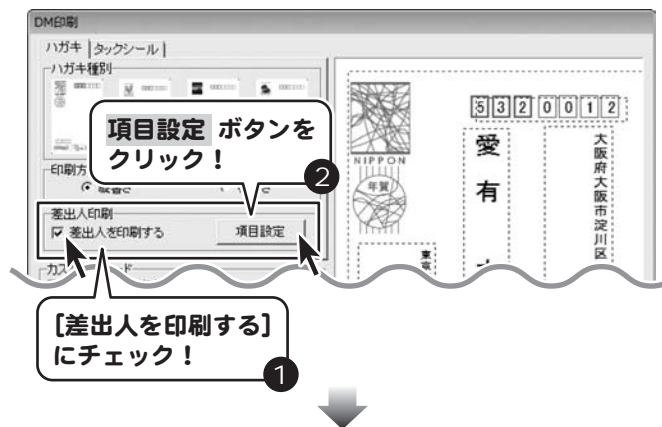 DM印刷
ハガキ タックシール
ハガキ種別
項目設定 ボタンを
クリック！
2
印刷方
差出人印刷
差出人を印刷する
項目設定
[差出人を印刷する]
にチェック！
1
5320012
愛有
大阪府大阪市淀川区
NIPPON
年賀
東京